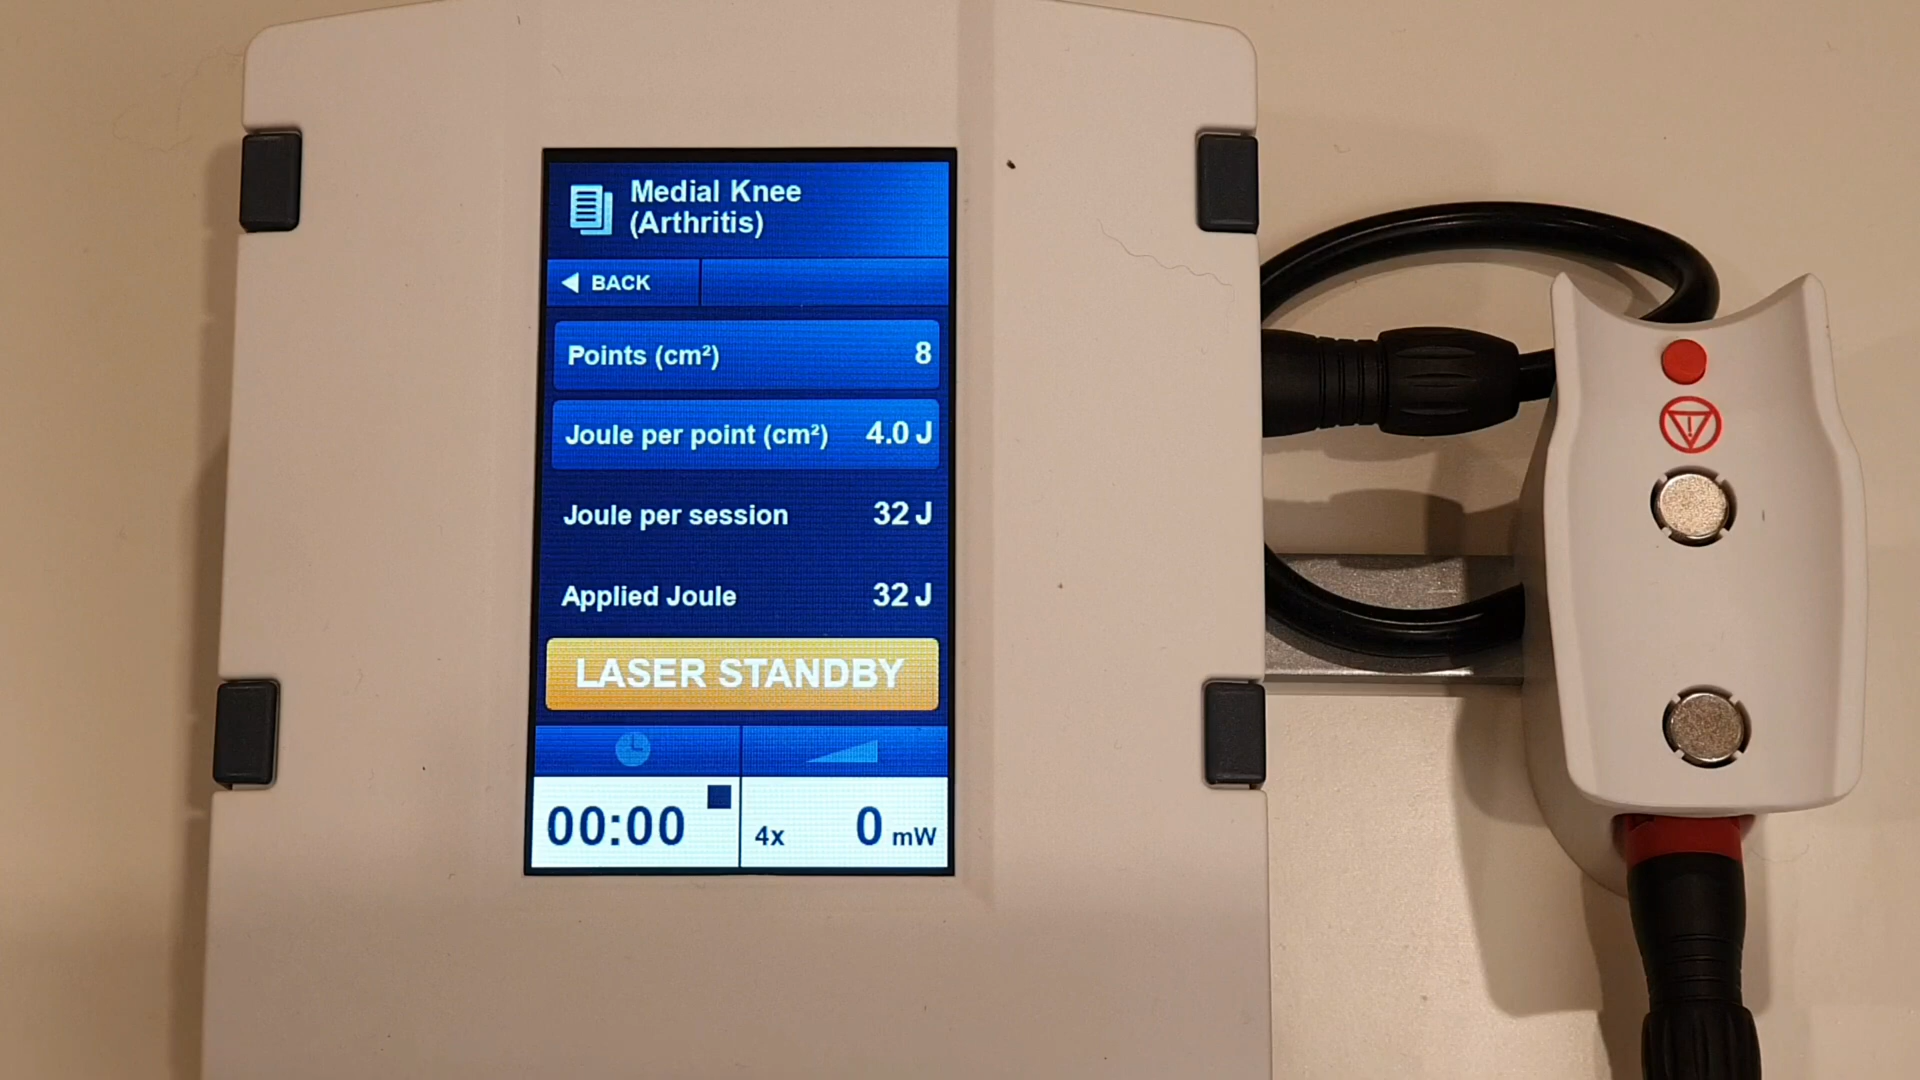 Medial Knee
(Arthritis)
BACK
Points (cm²) 8
Joule per point (cm²) 4.0 J
Joule per session 32 J
Applied Joule 32 J
LASER STANDBY
00:00 4x 0 mW